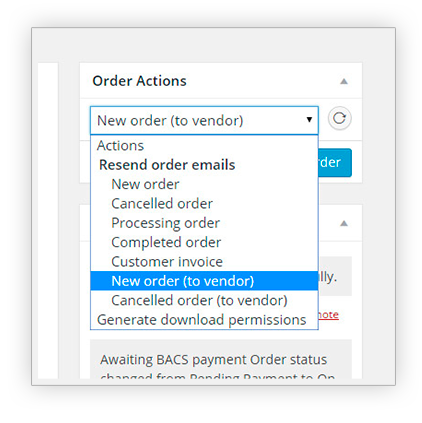 Order Actions
New order (to vendor)
Actions
Resend order emails
New order
Cancelled order
Processing order
Completed order
Customer invoice
New order (to vendor)
Cancelled order (to vendor)
Generate download permissions
note
Awaiting BACS payment Order status
changed from Pending Payment to On